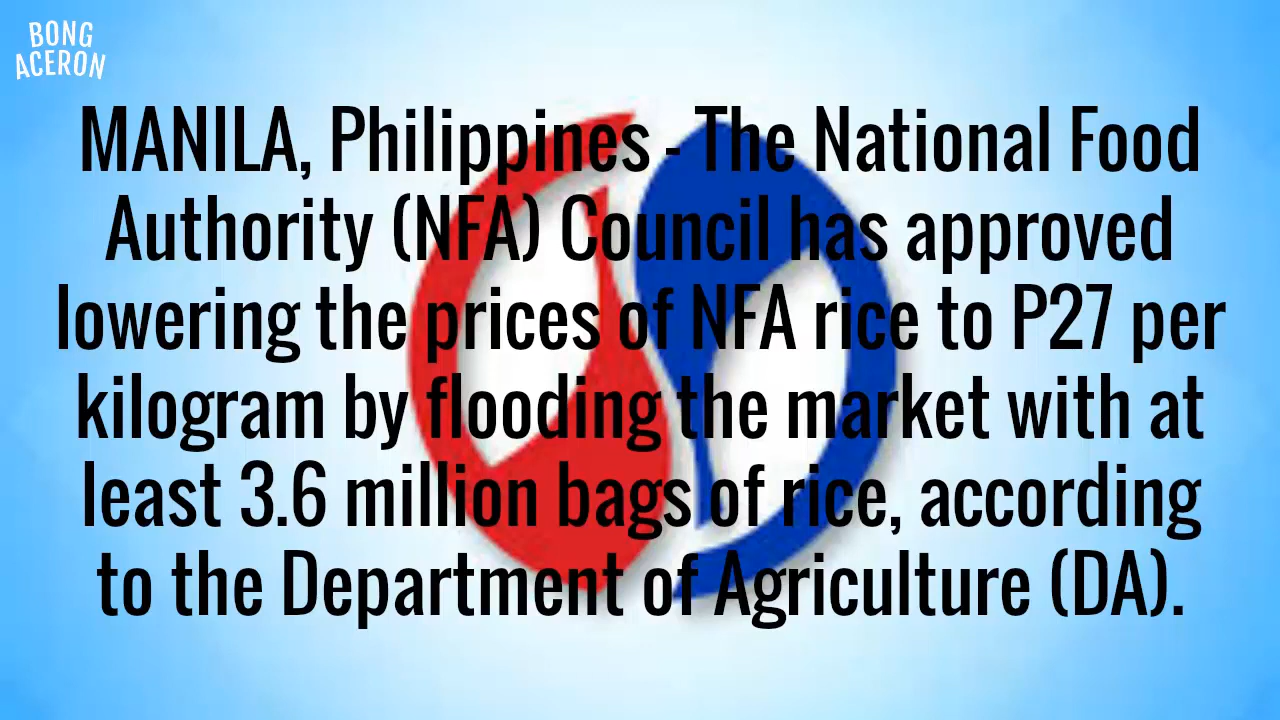 BONG
ACERON
MANILA, Philippines - The National Food
Authority (NFA) Council has approved
lowering the prices of NFA rice to P27 per
kilogram by flooding the market with at
least 3.6 million bags of rice, according
to the Department of Agriculture (DA).